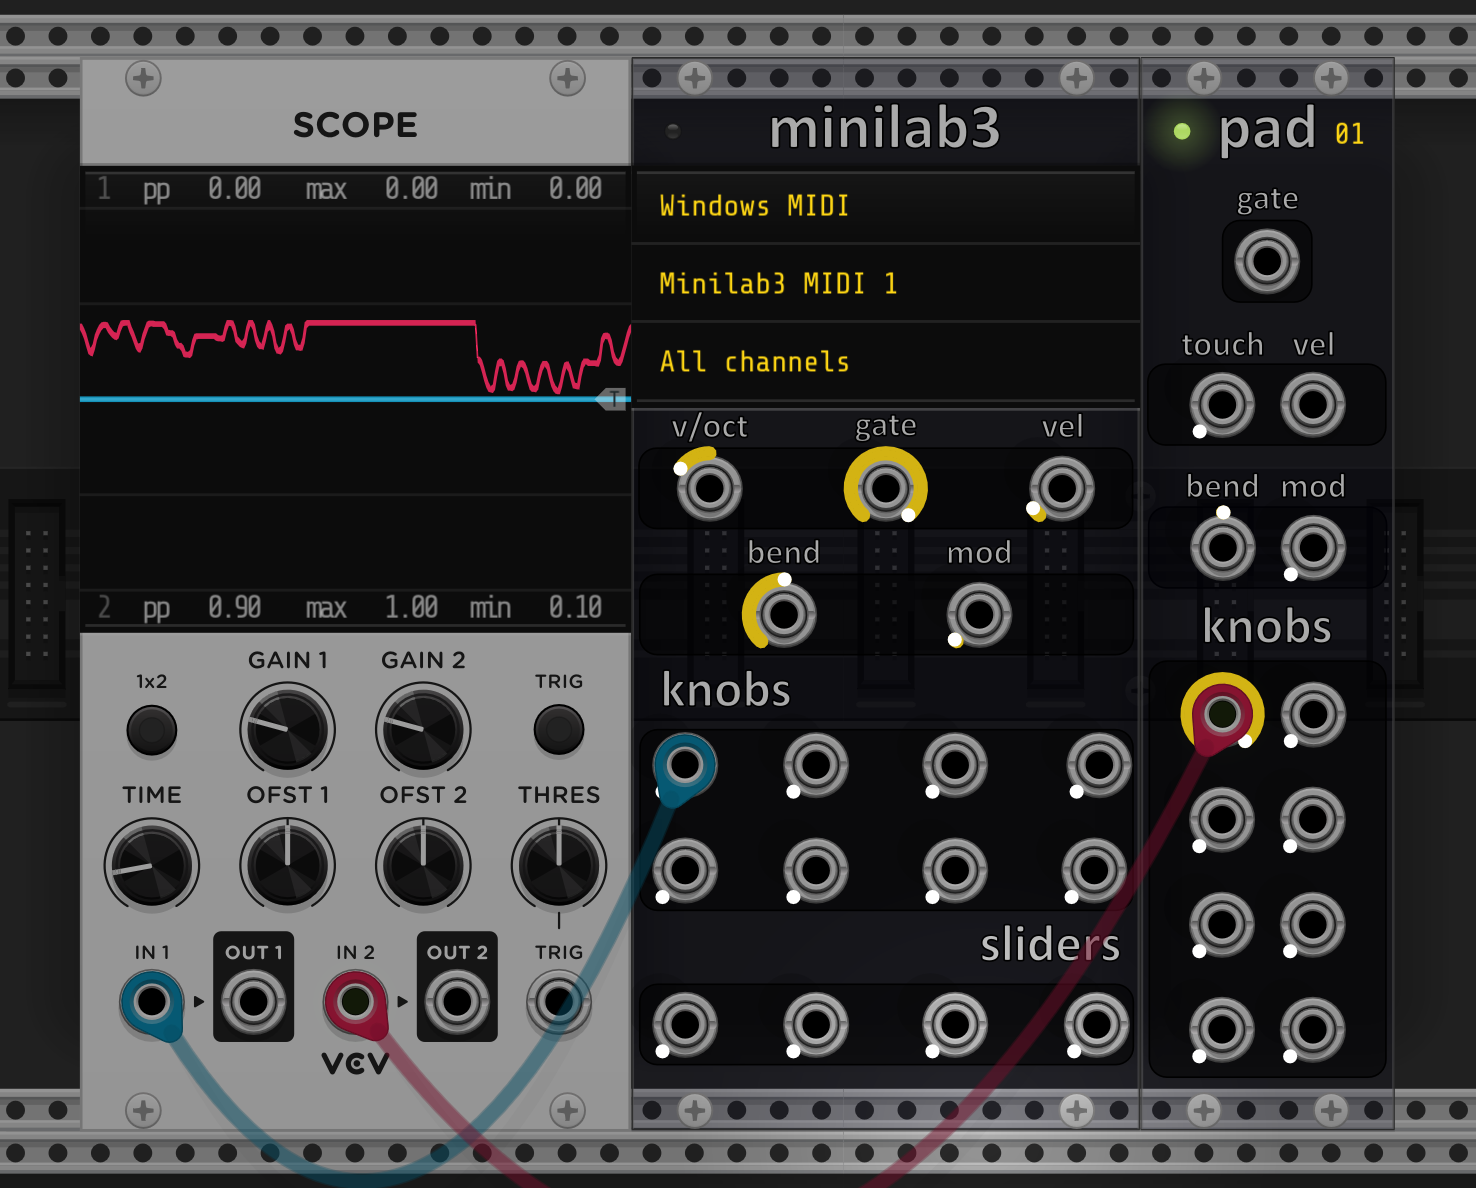 SCOPE
1 pp 0.00 max 0.00 min 0.00
T
2 pp 0.90 max 1.00 min 0.10
1x2
GAIN 1
GAIN 2
TRIG
TIME
OFST 1
OFST 2
THRES
IN 1
OUT 1
IN 2
OUT 2
TRIG
VCV
minilab3
Windows MIDI
Minilab3 MIDI 1
All channels
v/oct
gate
vel
bend
mod
knobs
sliders
pad 01
gate
touch
vel
bend
mod
knobs